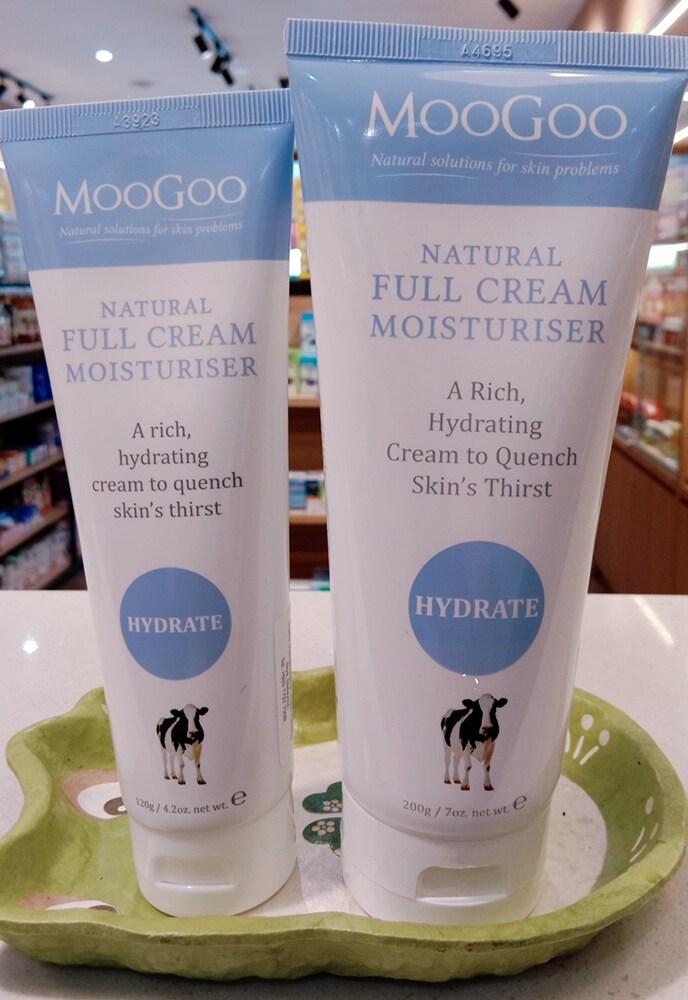 A3923
MOOGOO
Natural solutions for skin problems
NATURAL
FULL CREAM
MOISTURISER
A rich,
hydrating
cream to quench
skin's thirst
HYDRATE
120g / 4.2oz. net wt. e
A4695
MOOGOO
Natural solutions for skin problems
NATURAL
FULL CREAM
MOISTURISER
A Rich,
Hydrating
Cream to Quench
Skin's Thirst
HYDRATE
200g / 7oz. net wt. e